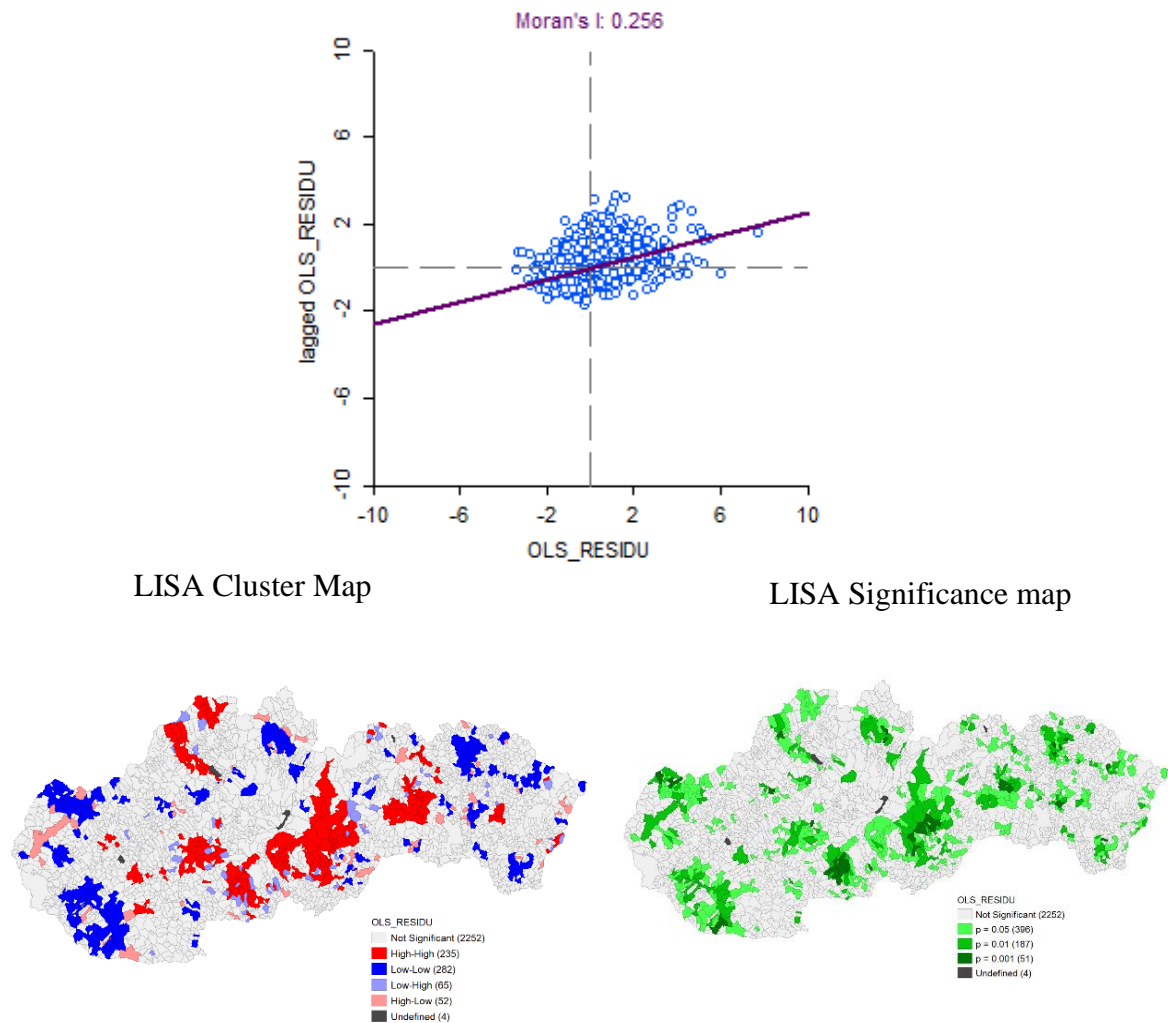 Moran's I: 0.256
10
6
2
-2
-6
-10
lagged OLS_RESIDU
-10 -6 -2 2 6 10
OLS_RESIDU
LISA Cluster Map
LISA Significance map
OLS_RESIDU
Not Significant (2252)
High-High (235)
Low-Low (282)
Low-High (65)
High-Low (52)
Undefined (4)
OLS_RESIDU
Not Significant (2252)
p = 0.05 (396)
p = 0.01 (187)
p = 0.001 (51)
Undefined (4)